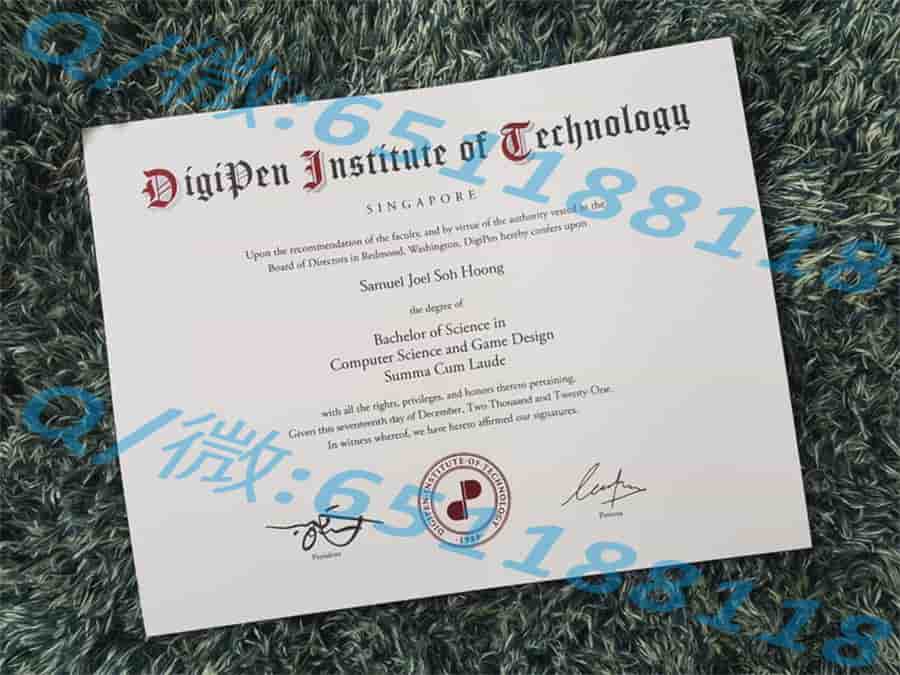 Q/微:651188118
DigiPen Institute of Technology
SINGAPORE
Upon the recommendation of the faculty, and by virtue of the authority vested in the
Board of Directors in Redmond, Washington, DigiPen hereby confers upon
Samuel Joel Soh Hoong
the degree of
Bachelor of Science in
Computer Science and Game Design
Summa Cum Laude
with all the rights, privileges, and honors thereto pertaining.
Given this seventeenth day of December, Two Thousand and Twenty One.
In witness whereof, we have hereto affirmed our signatures.
Q/微:651188118
DIGIPEN·INSTITUTE·OF·TECHNOLOGY
·1988·
President
Provost